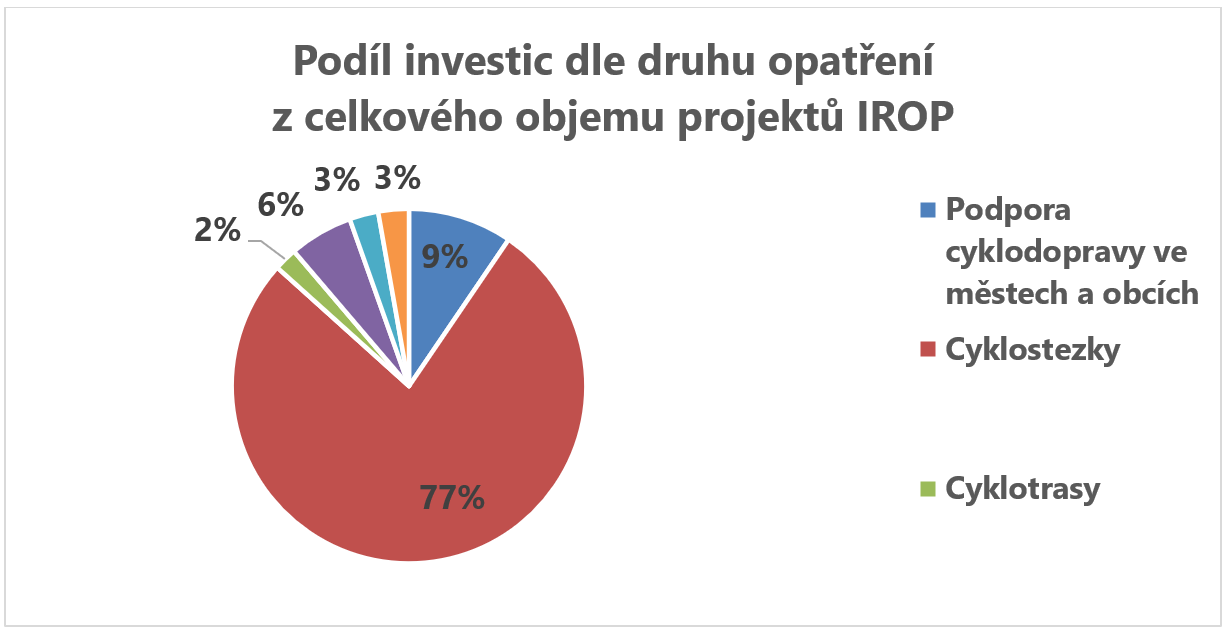 Podíl investic dle druhu opatření
z celkového objemu projektů IROP
3% 3%
6%
2%
9%
77%
Podpora
cyklodopravy ve
městech a obcích
Cyklostezky
Cyklotrasy